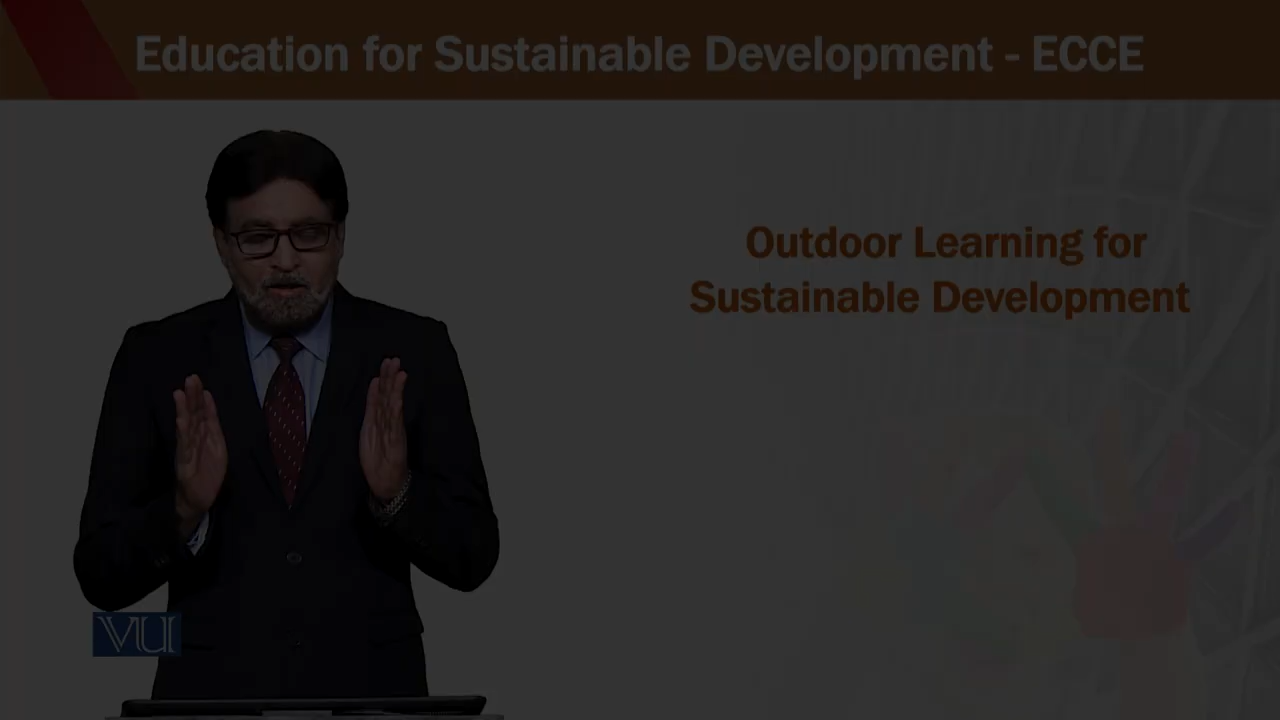 Education for Sustainable Development - ECCE
Outdoor Learning for
Sustainable Development
VU